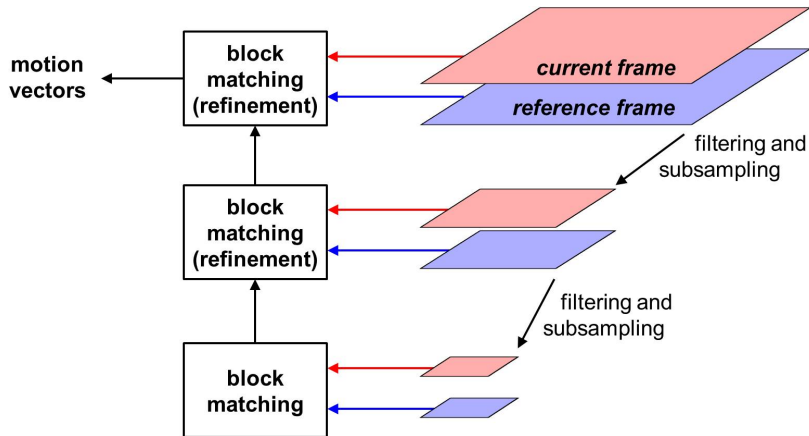 motion
vectors
block
matching
(refinement)
current frame
reference frame
filtering and
subsampling
block
matching
(refinement)
filtering and
subsampling
block
matching